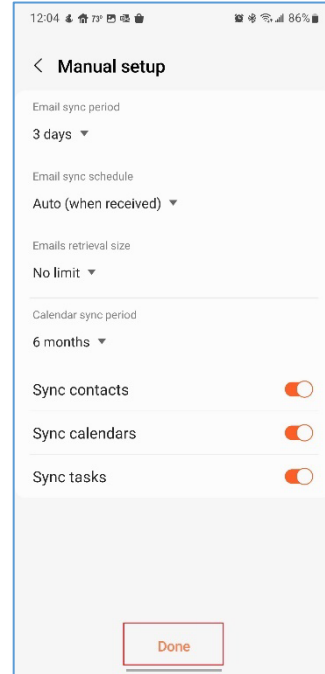 12:04 73° 86%
Manual setup
Email sync period
3 days
Email sync schedule
Auto (when received)
Emails retrieval size
No limit
Calendar sync period
6 months
Sync contacts
Sync calendars
Sync tasks
Done